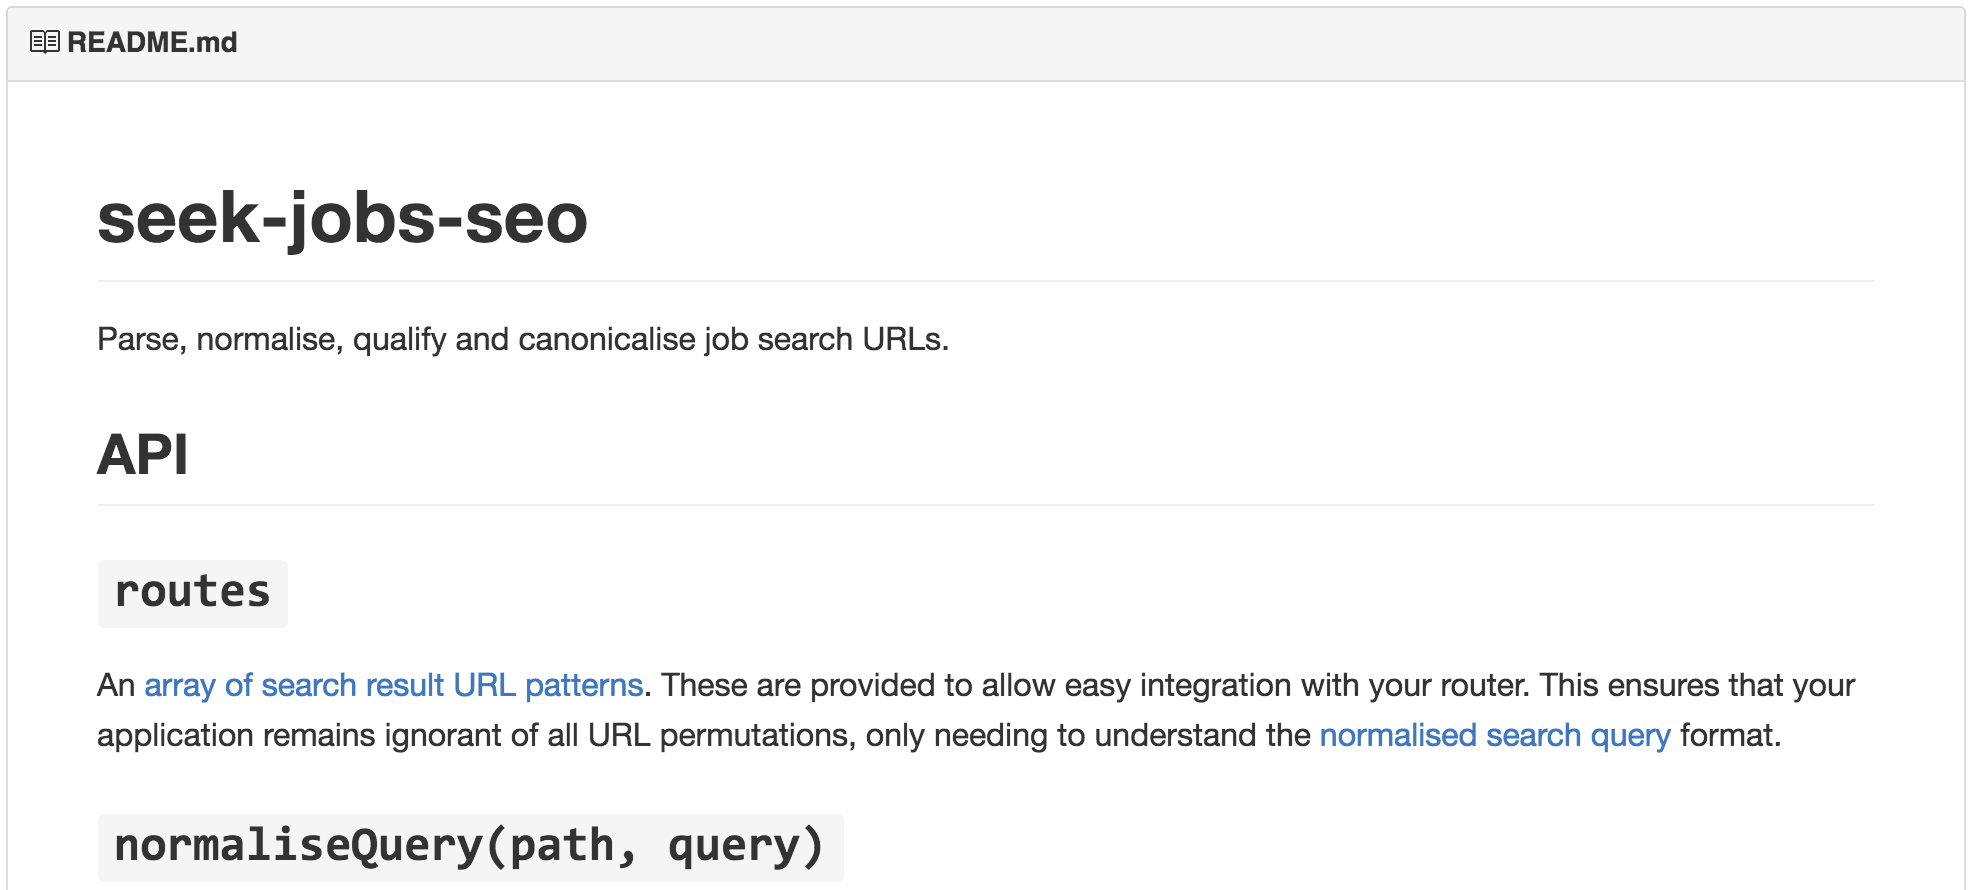 README.md
seek-jobs-seo
Parse, normalise, qualify and canonicalise job search URLs.
API
routes
An array of search result URL patterns. These are provided to allow easy integration with your router. This ensures that your
application remains ignorant of all URL permutations, only needing to understand the normalised search query format.
normaliseQuery(path, query)